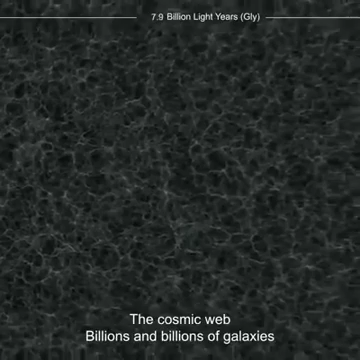 7.9 Billion Light Years (Gly)
The cosmic web
Billions and billions of galaxies